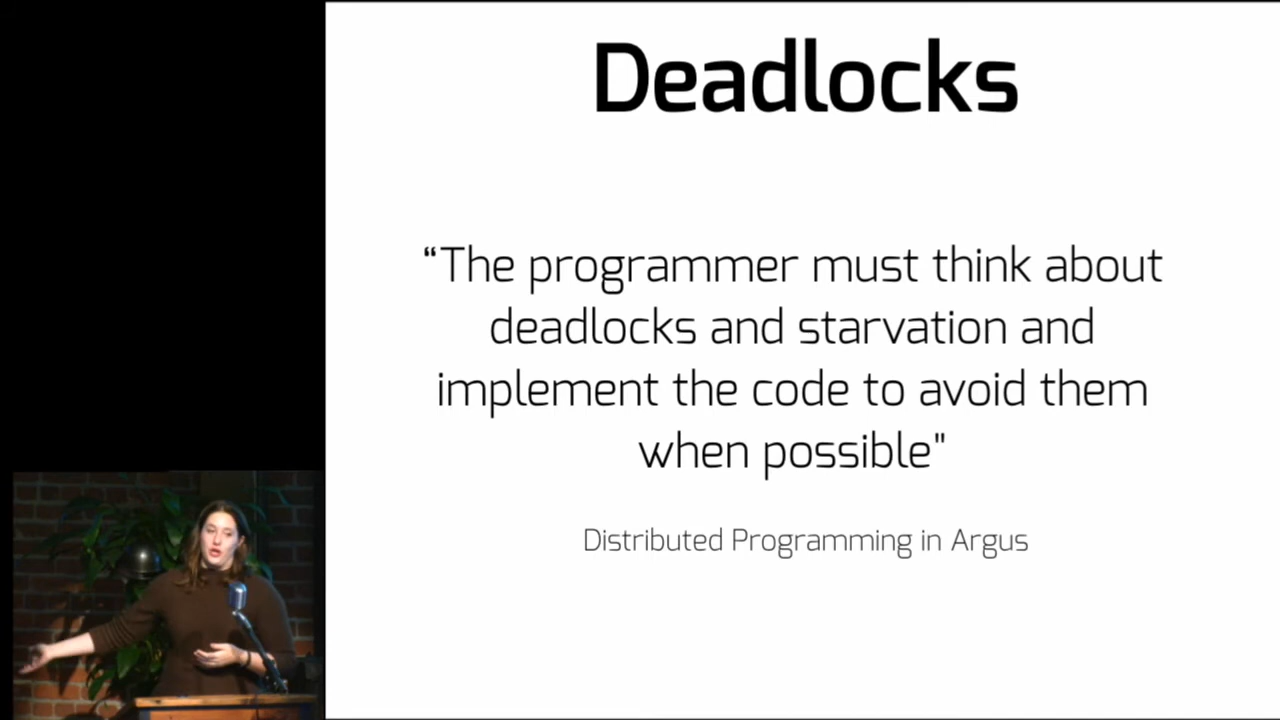 Deadlocks
“The programmer must think about
deadlocks and starvation and
implement the code to avoid them
when possible"
Distributed Programming in Argus